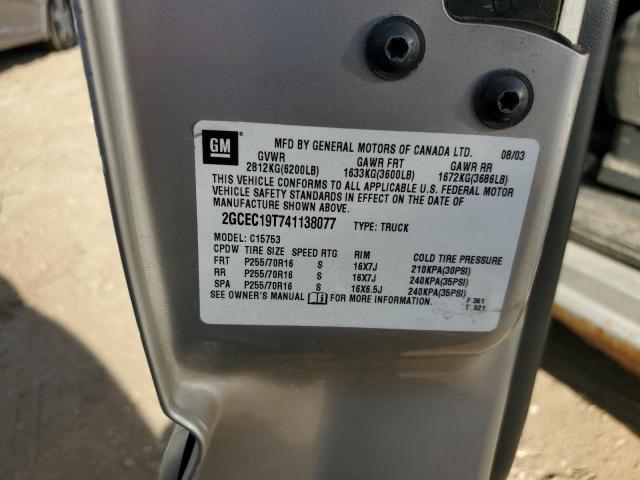 GM
MFD BY GENERAL MOTORS OF CANADA LTD. 08/03
GVWR GAWR FRT GAWR RR
2812KG(6200LB) 1633KG(3600LB) 1672KG(3686LB)
THIS VEHICLE CONFORMS TO ALL APPLICABLE U.S. FEDERAL MOTOR
VEHICLE SAFETY STANDARDS IN EFFECT ON THE DATE OF
MANUFACTURE SHOWN ABOVE.
2GCEC19T741138077 TYPE: TRUCK
MODEL: C15753
CPDW TIRE SIZE SPEED RTG RIM COLD TIRE PRESSURE
FRT P255/70R16 S 16X7J 210KPA(30PSI)
RR P255/70R16 S 16X7J 240KPA(35PSI)
SPA P255/70R16 S 16X6.5J 240KPA(35PSI)
SEE OWNER'S MANUAL FOR MORE INFORMATION.
F 361
T 521